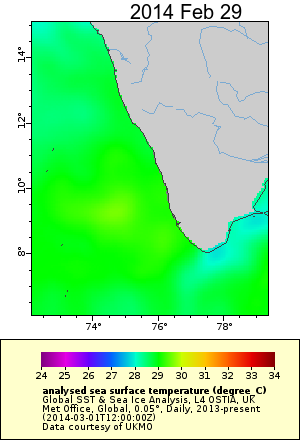 2014 Feb 29
14°
12°
10°
8°
74°
76°
78°
24 25 26 27 28 29 30 31 32 33 34
analysed sea surface temperature (degree_C)
Global SST & Sea Ice Analysis, L4 OSTIA, UK
Met Office, Global, 0.05°, Daily, 2013-present
(2014-03-01T12:00:00Z)
Data courtesy of UKMO